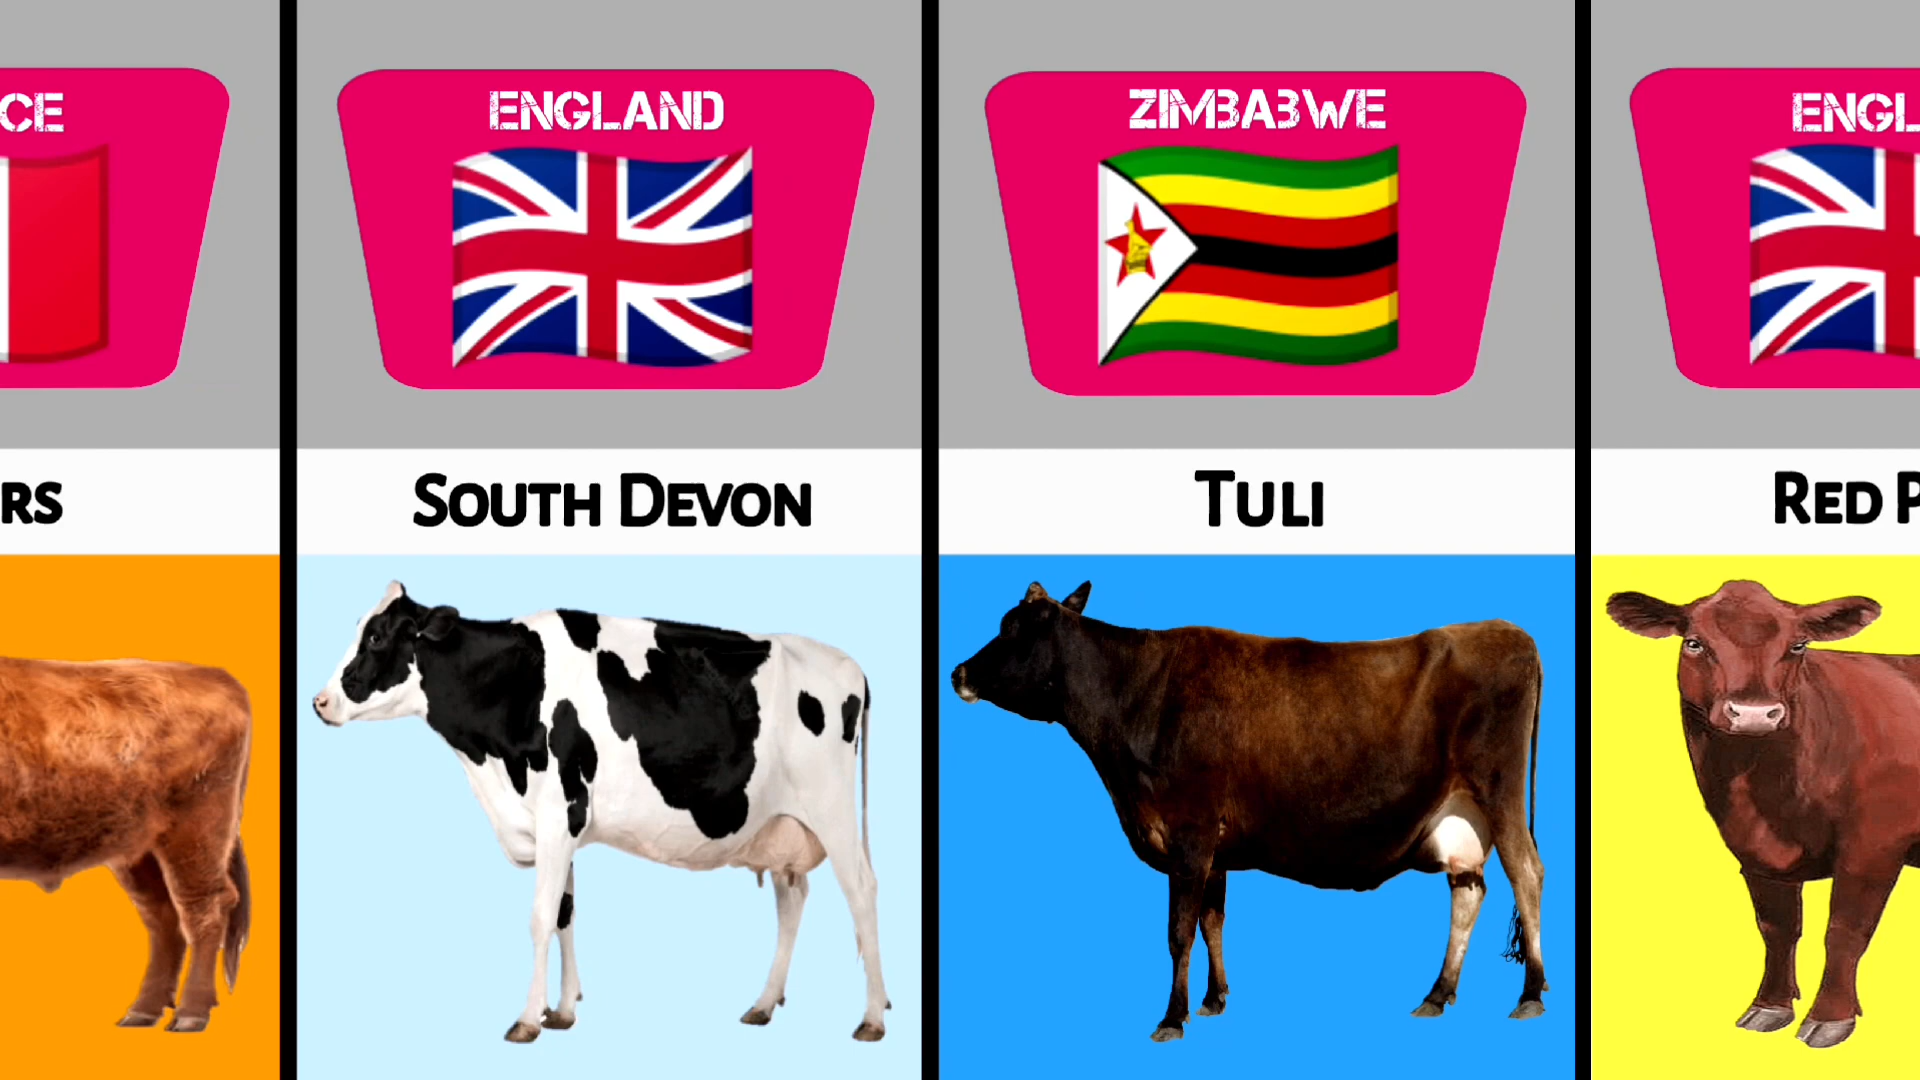 CE
ENGLAND
ZIMBABWE
ENGL
RS
South Devon
Tuli
Red P